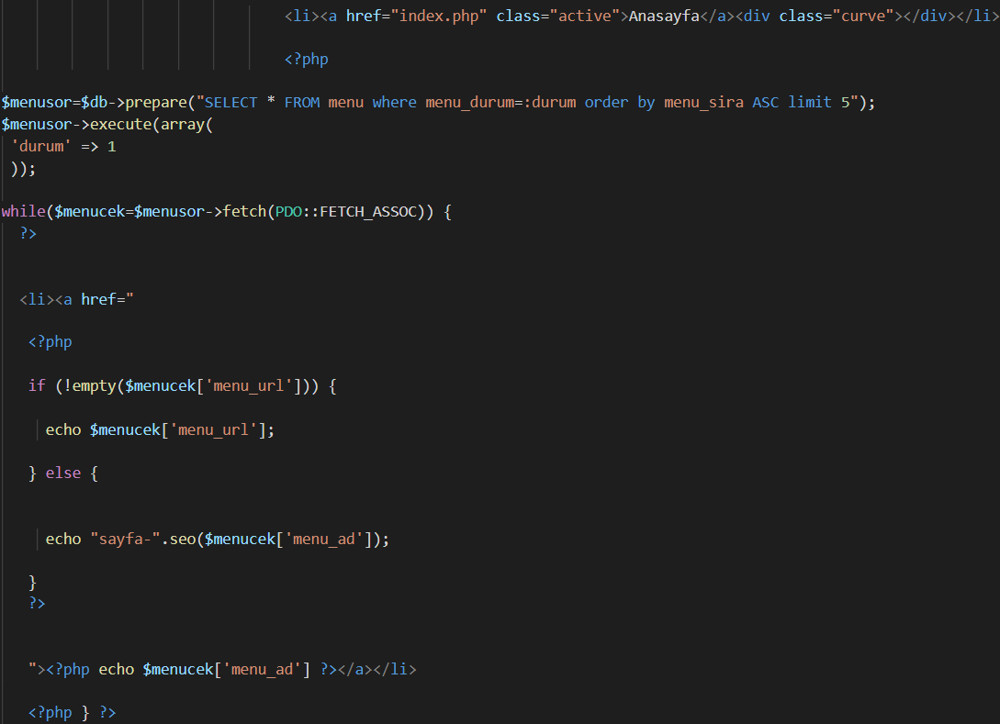 <li><a href="index.php" class="active">Anasayfa</a><div class="curve"></div></li>
<?php
$menusor=$db->prepare("SELECT * FROM menu where menu_durum=:durum order by menu_sira ASC limit 5");
$menusor->execute(array(
'durum' => 1
));
while($menucek=$menusor->fetch(PDO::FETCH_ASSOC)) {
?>
<li><a href="
<?php
if (!empty($menucek['menu_url'])) {
echo $menucek['menu_url'];
} else {
echo "sayfa-".seo($menucek['menu_ad']);
}
?>
"><?php echo $menucek['menu_ad'] ?></a></li>
<?php } ?>